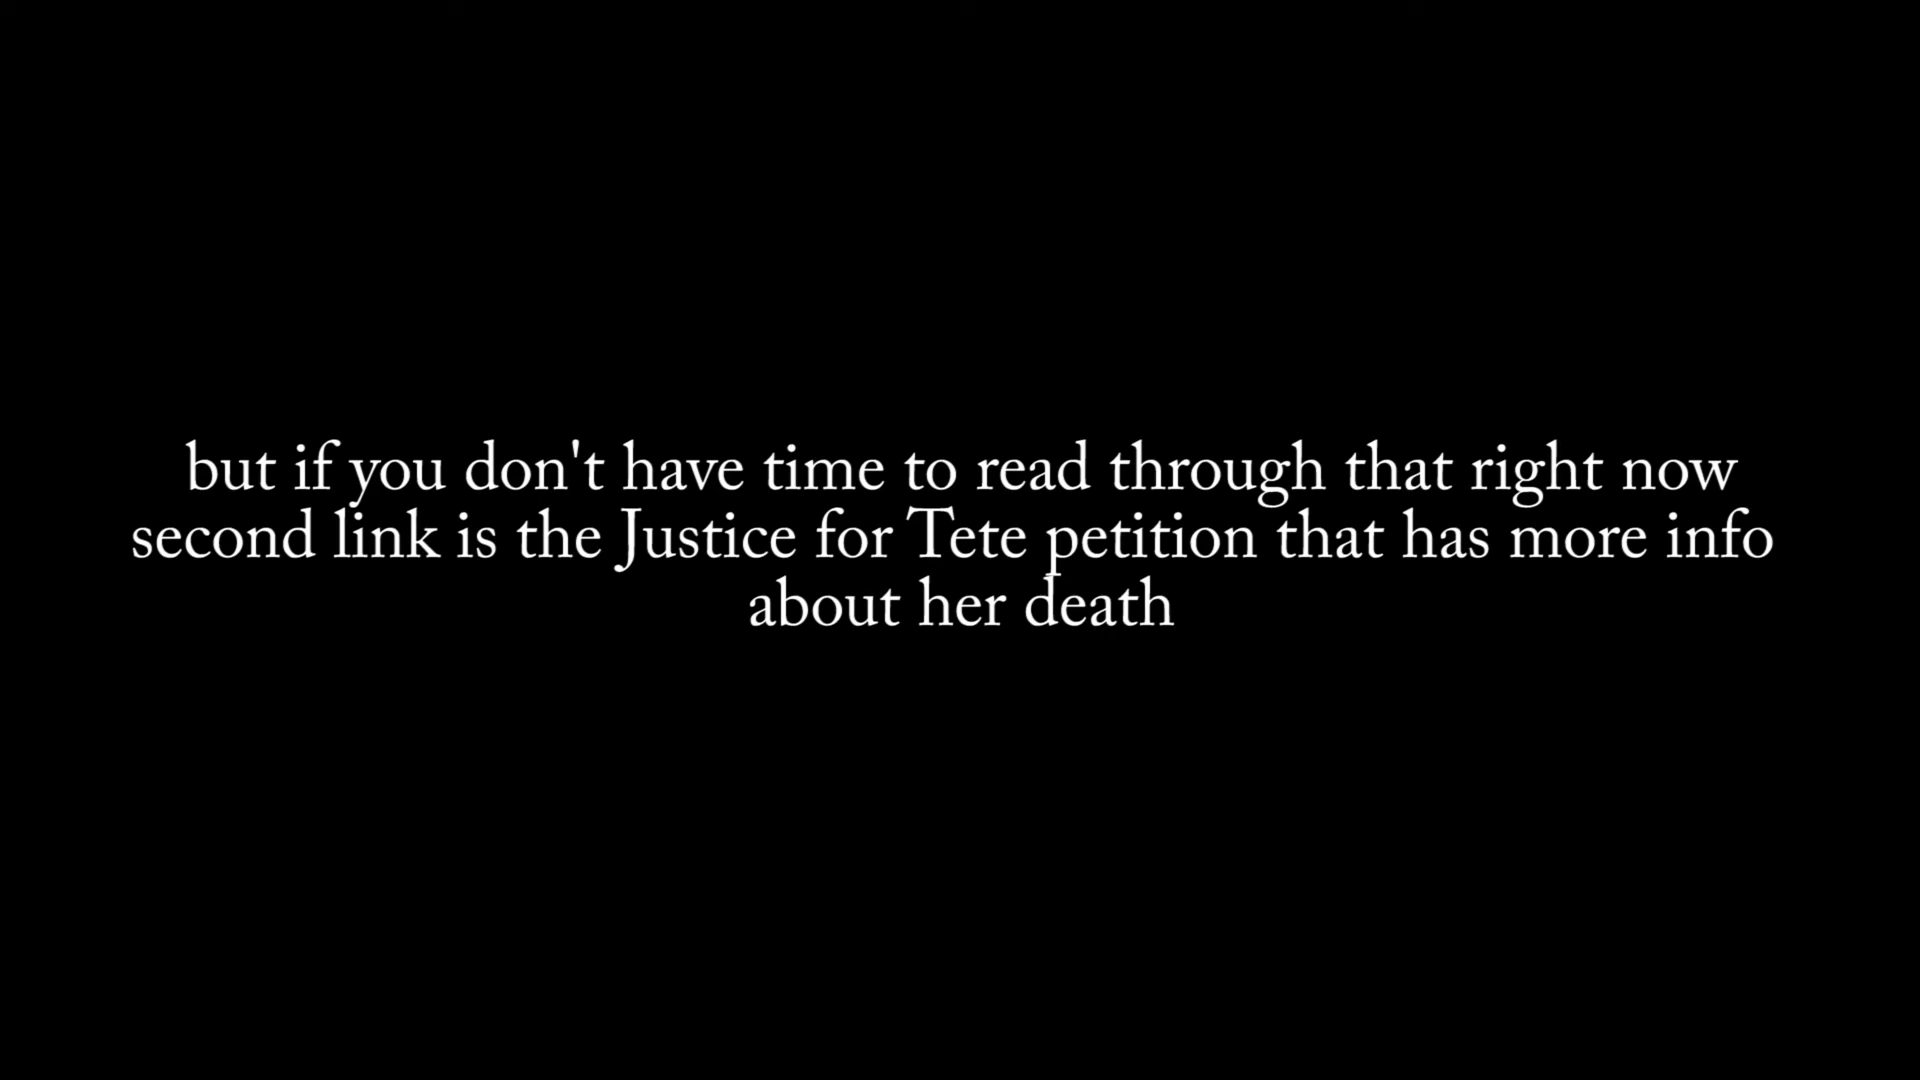 but if you don't have time to read through that right now
second link is the Justice for Tete petition that has more info
about her death